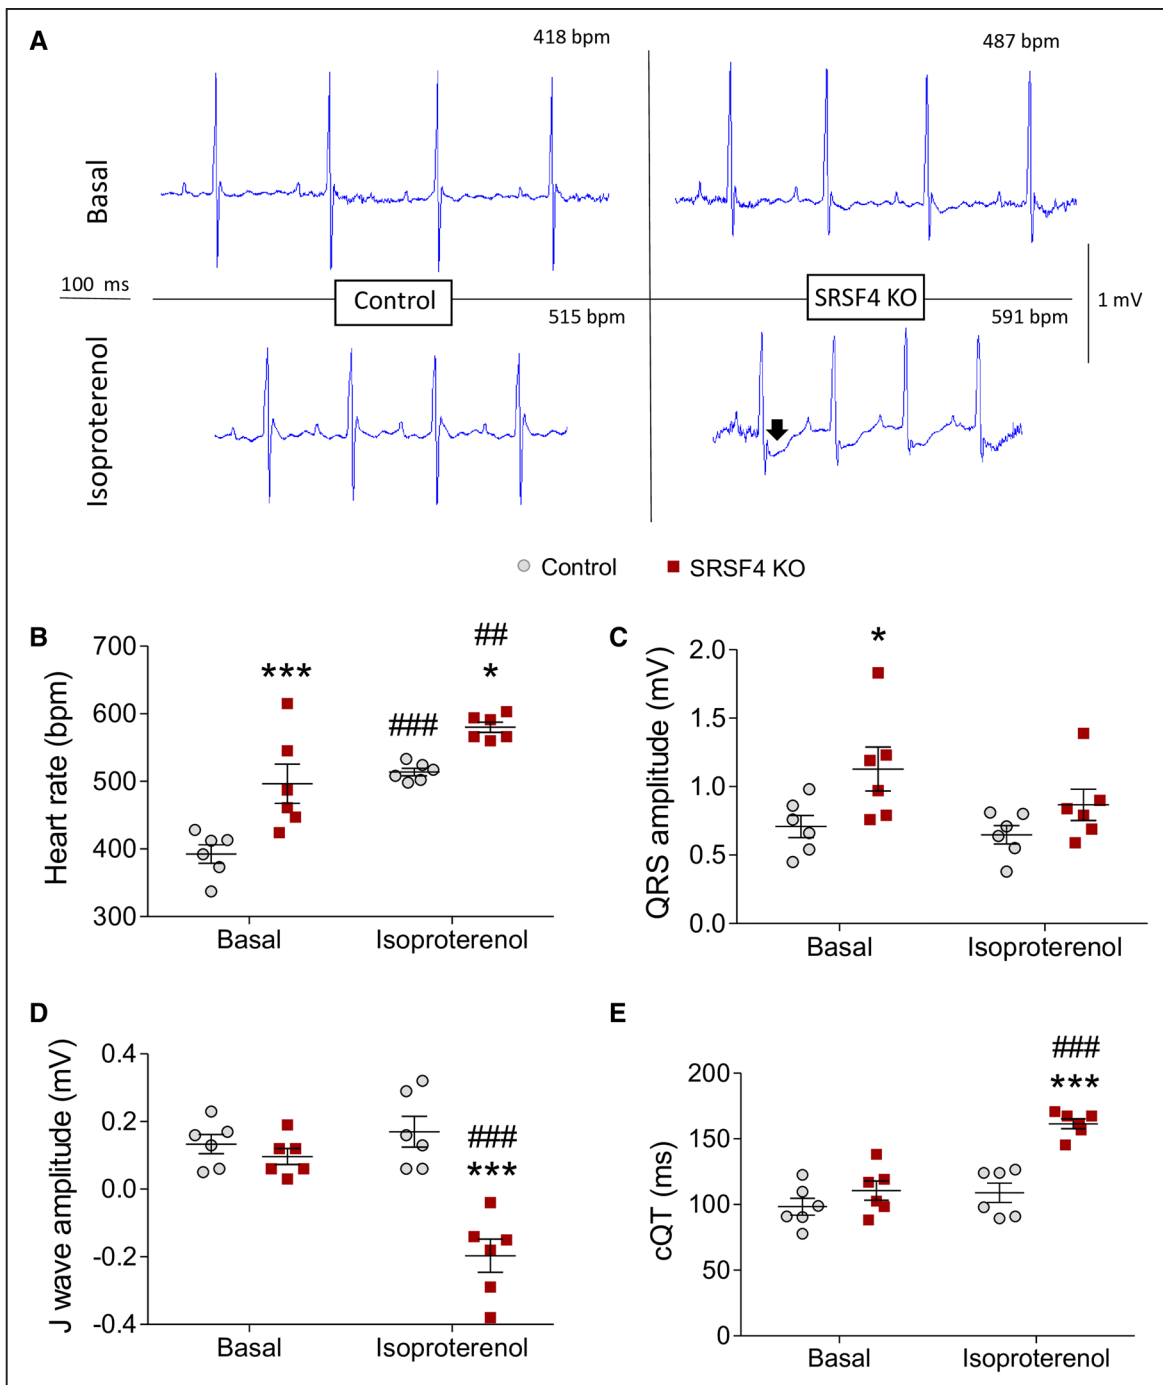 A
418 bpm
487 bpm
Basal
100 ms
Control
SRSF4 KO
1 mV
515 bpm
591 bpm
Isoproterenol
Control
SRSF4 KO
B
Heart rate (bpm)
700
600
500
400
300
***
###
##
*
Basal
Isoproterenol
C
QRS amplitude (mV)
2.0
1.5
1.0
0.5
0.0
*
Basal
Isoproterenol
D
J wave amplitude (mV)
0.4
0.2
0.0
-0.2
-0.4
###
***
Basal
Isoproterenol
E
cQT (ms)
200
150
100
50
0
###
***
Basal
Isoproterenol